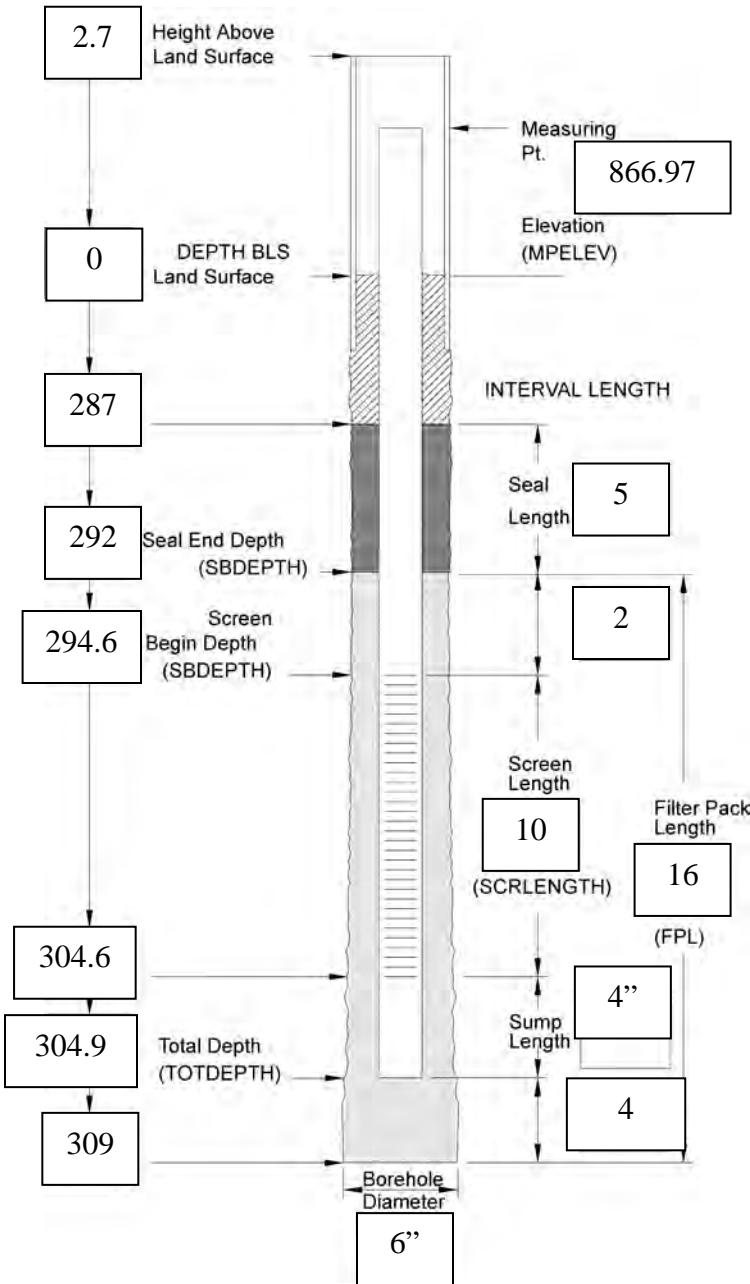 2.7
Height Above
Land Surface
Measuring
Pt.
866.97
Elevation
(MPELEV)
0
DEPTH BLS
Land Surface
287
INTERVAL LENGTH
Seal
Length
5
292
Seal End Depth
(SBDEPTH)
2
294.6
Screen
Begin Depth
(SBDEPTH)
Screen
Length
10
(SCRLENGTH)
Filter Pack
Length
16
(FPL)
304.6
4”
Sump
Length
304.9
Total Depth
(TOTDEPTH)
4
309
Borehole
Diameter
6”